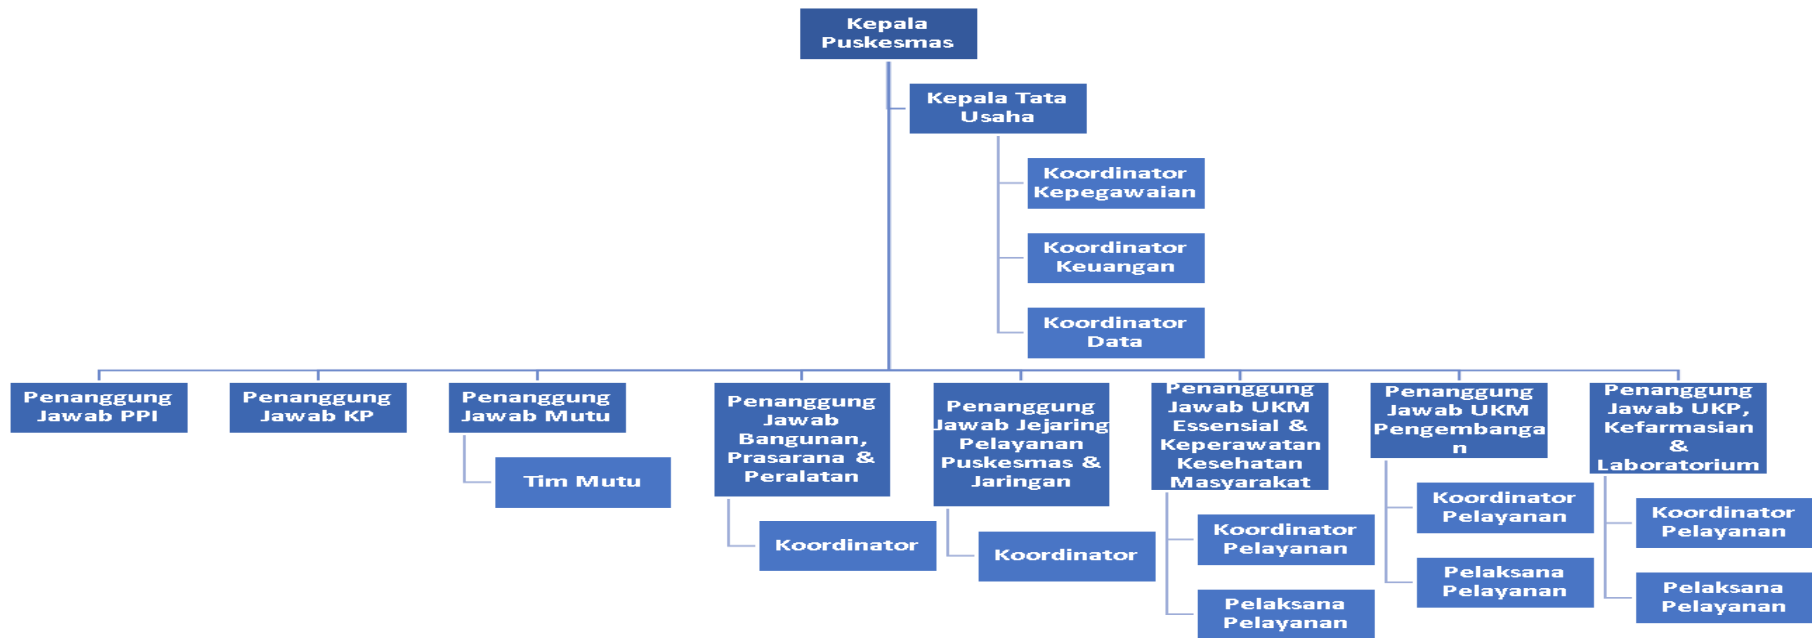 Kepala
Puskesmas
Kepala Tata
Usaha
Koordinator
Kepegawaian
Koordinator
Keuangan
Koordinator
Data
Penanggung
Jawab PPI
Penanggung
Jawab KP
Penanggung
Jawab Mutu
Tim Mutu
Penanggung
Jawab
Bangunan,
Prasarana &
Peralatan
Koordinator
Penanggung
Jawab Jejaring
Pelayanan
Puskesmas &
Jaringan
Koordinator
Penanggung
Jawab UKM
Essensial &
Keperawatan
Kesehatan
Masyarakat
Koordinator
Pelayanan
Pelaksana
Pelayanan
Penanggung
Jawab UKM
Pengembanga
n
Koordinator
Pelayanan
Pelaksana
Pelayanan
Penanggung
Jawab UKP,
Kefarmasian
&
Laboratorium
Koordinator
Pelayanan
Pelaksana
Pelayanan